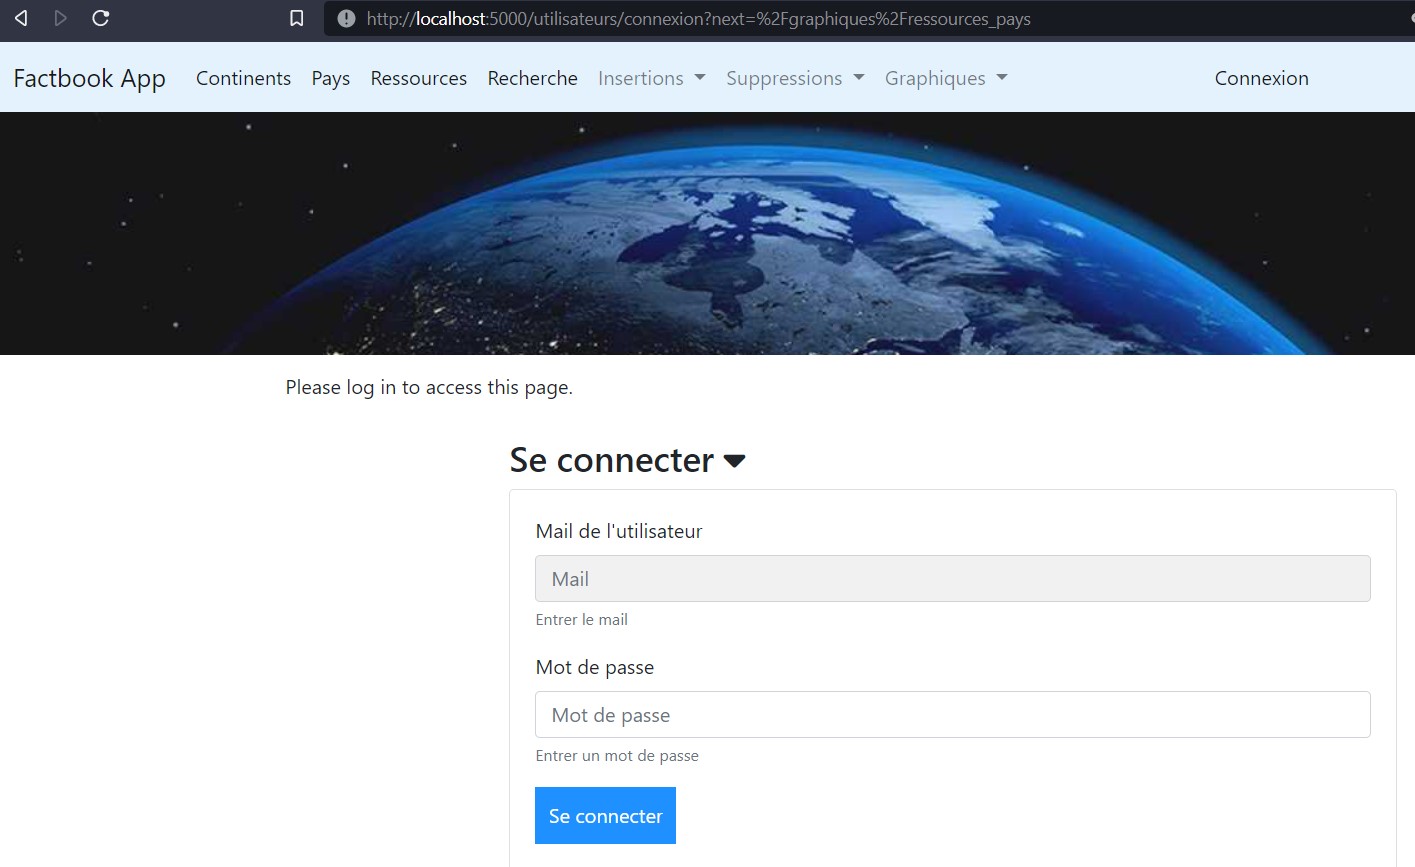 http://localhost:5000/utilisateurs/connexion?next=%2Fgraphiques%2Fressources_pays
Factbook App Continents Pays Ressources Recherche Insertions Suppressions Graphiques Connexion
Please log in to access this page.
Se connecter
Mail de l'utilisateur
Mail
Entrer le mail
Mot de passe
Mot de passe
Entrer un mot de passe
Se connecter